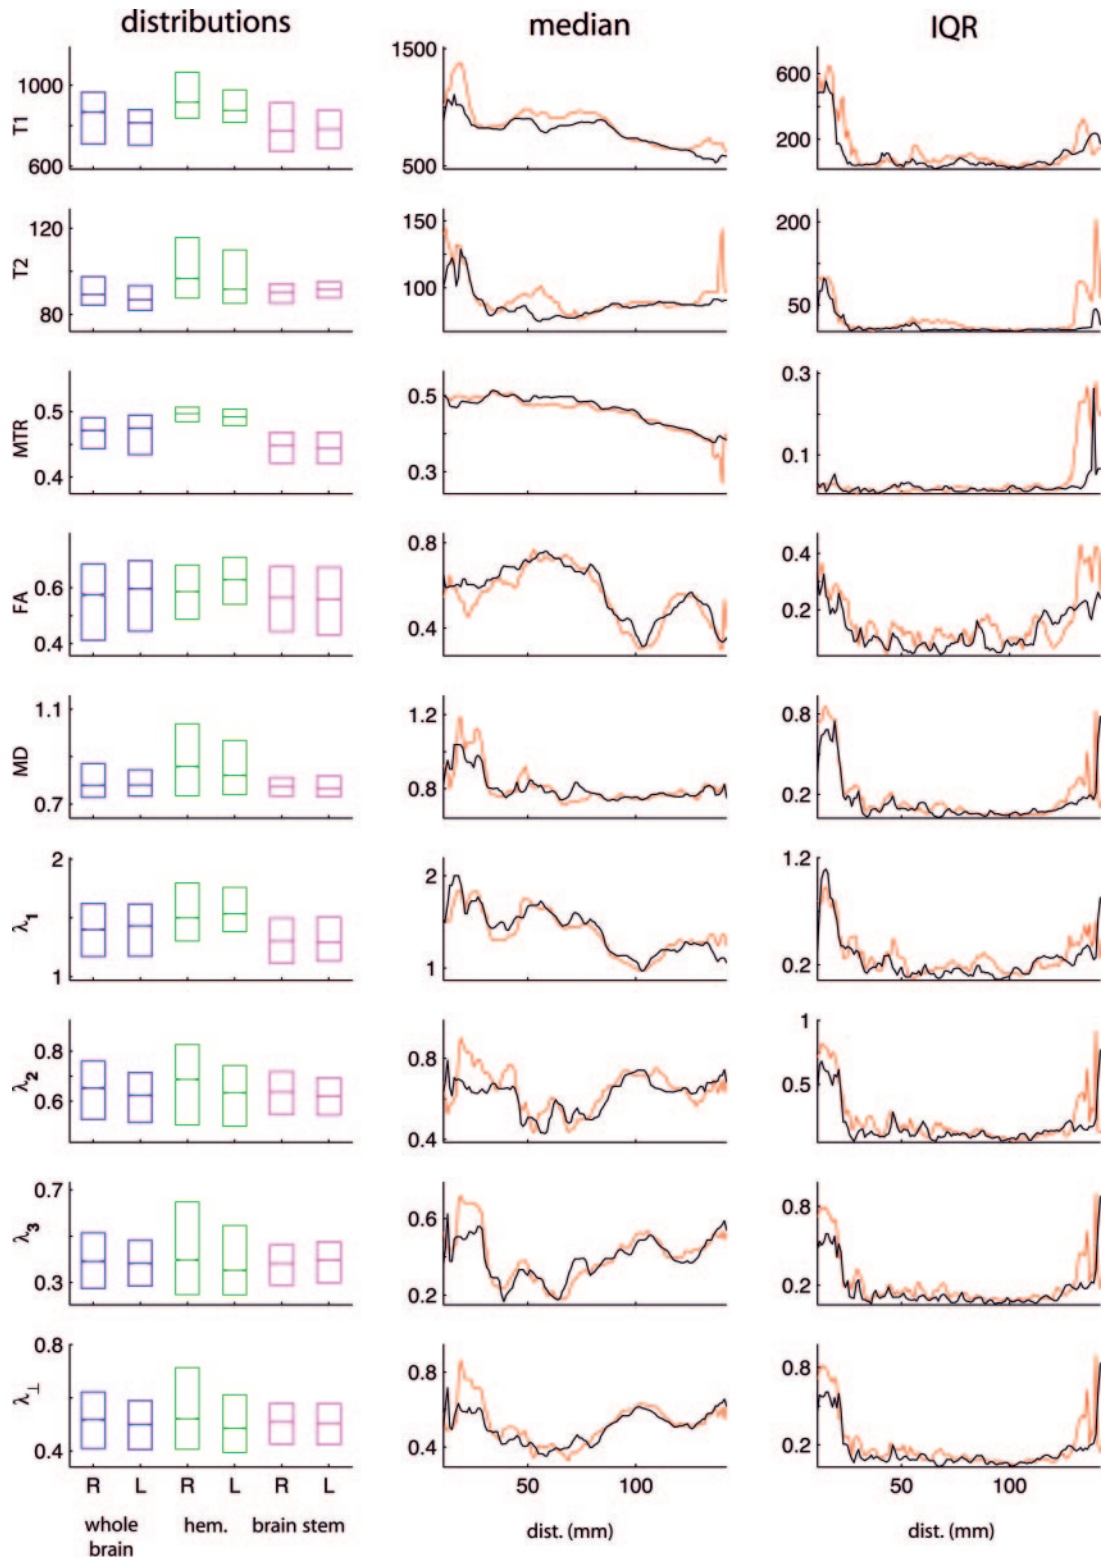 distributions median IQR
T1 1000 600 1500 500 600 200
T2 120 80 150 100 200 50
MTR 0.5 0.4 0.5 0.3 0.3 0.1
FA 0.6 0.4 0.8 0.4 0.4 0.2
MD 1.1 0.7 1.2 0.8 0.8 0.2
λ1 2 1 2 1 1.2 0.2
λ2 0.8 0.6 0.8 0.4 1 0.5
λ3 0.7 0.3 0.6 0.2 0.8 0.2
λ⊥ 0.8 0.4 0.8 0.4 0.8 0.2
R L R L R L 50 100 50 100
whole brain hem. brain stem dist. (mm) dist. (mm)